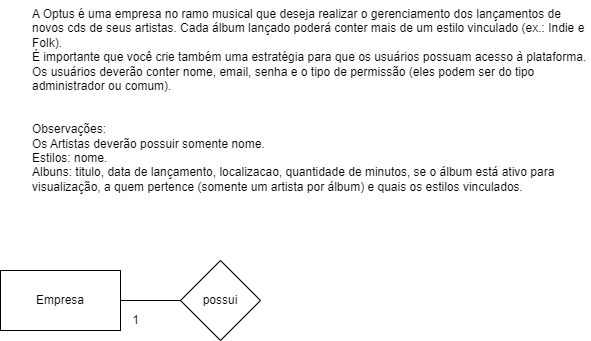 A Optus é uma empresa no ramo musical que deseja realizar o gerenciamento dos lançamentos de
novos cds de seus artistas. Cada álbum lançado poderá conter mais de um estilo vinculado (ex.: Indie e
Folk).
É importante que você crie também uma estratégia para que os usuários possuam acesso à plataforma.
Os usuários deverão conter nome, email, senha e o tipo de permissão (eles podem ser do tipo
administrador ou comum).
Observações:
Os Artistas deverão possuir somente nome.
Estilos: nome.
Albuns: titulo, data de lançamento, localizacao, quantidade de minutos, se o álbum está ativo para
visualização, a quem pertence (somente um artista por álbum) e quais os estilos vinculados.
Empresa
possui
1